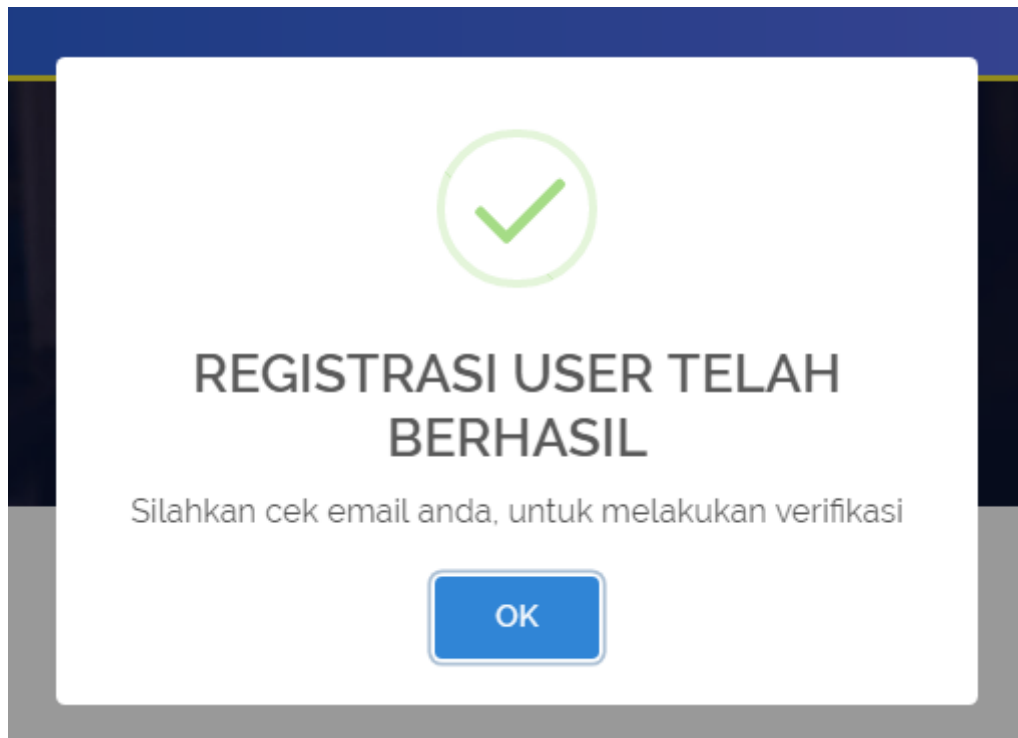 REGISTRASI USER TELAH
BERHASIL
Silahkan cek email anda, untuk melakukan verifikasi
OK